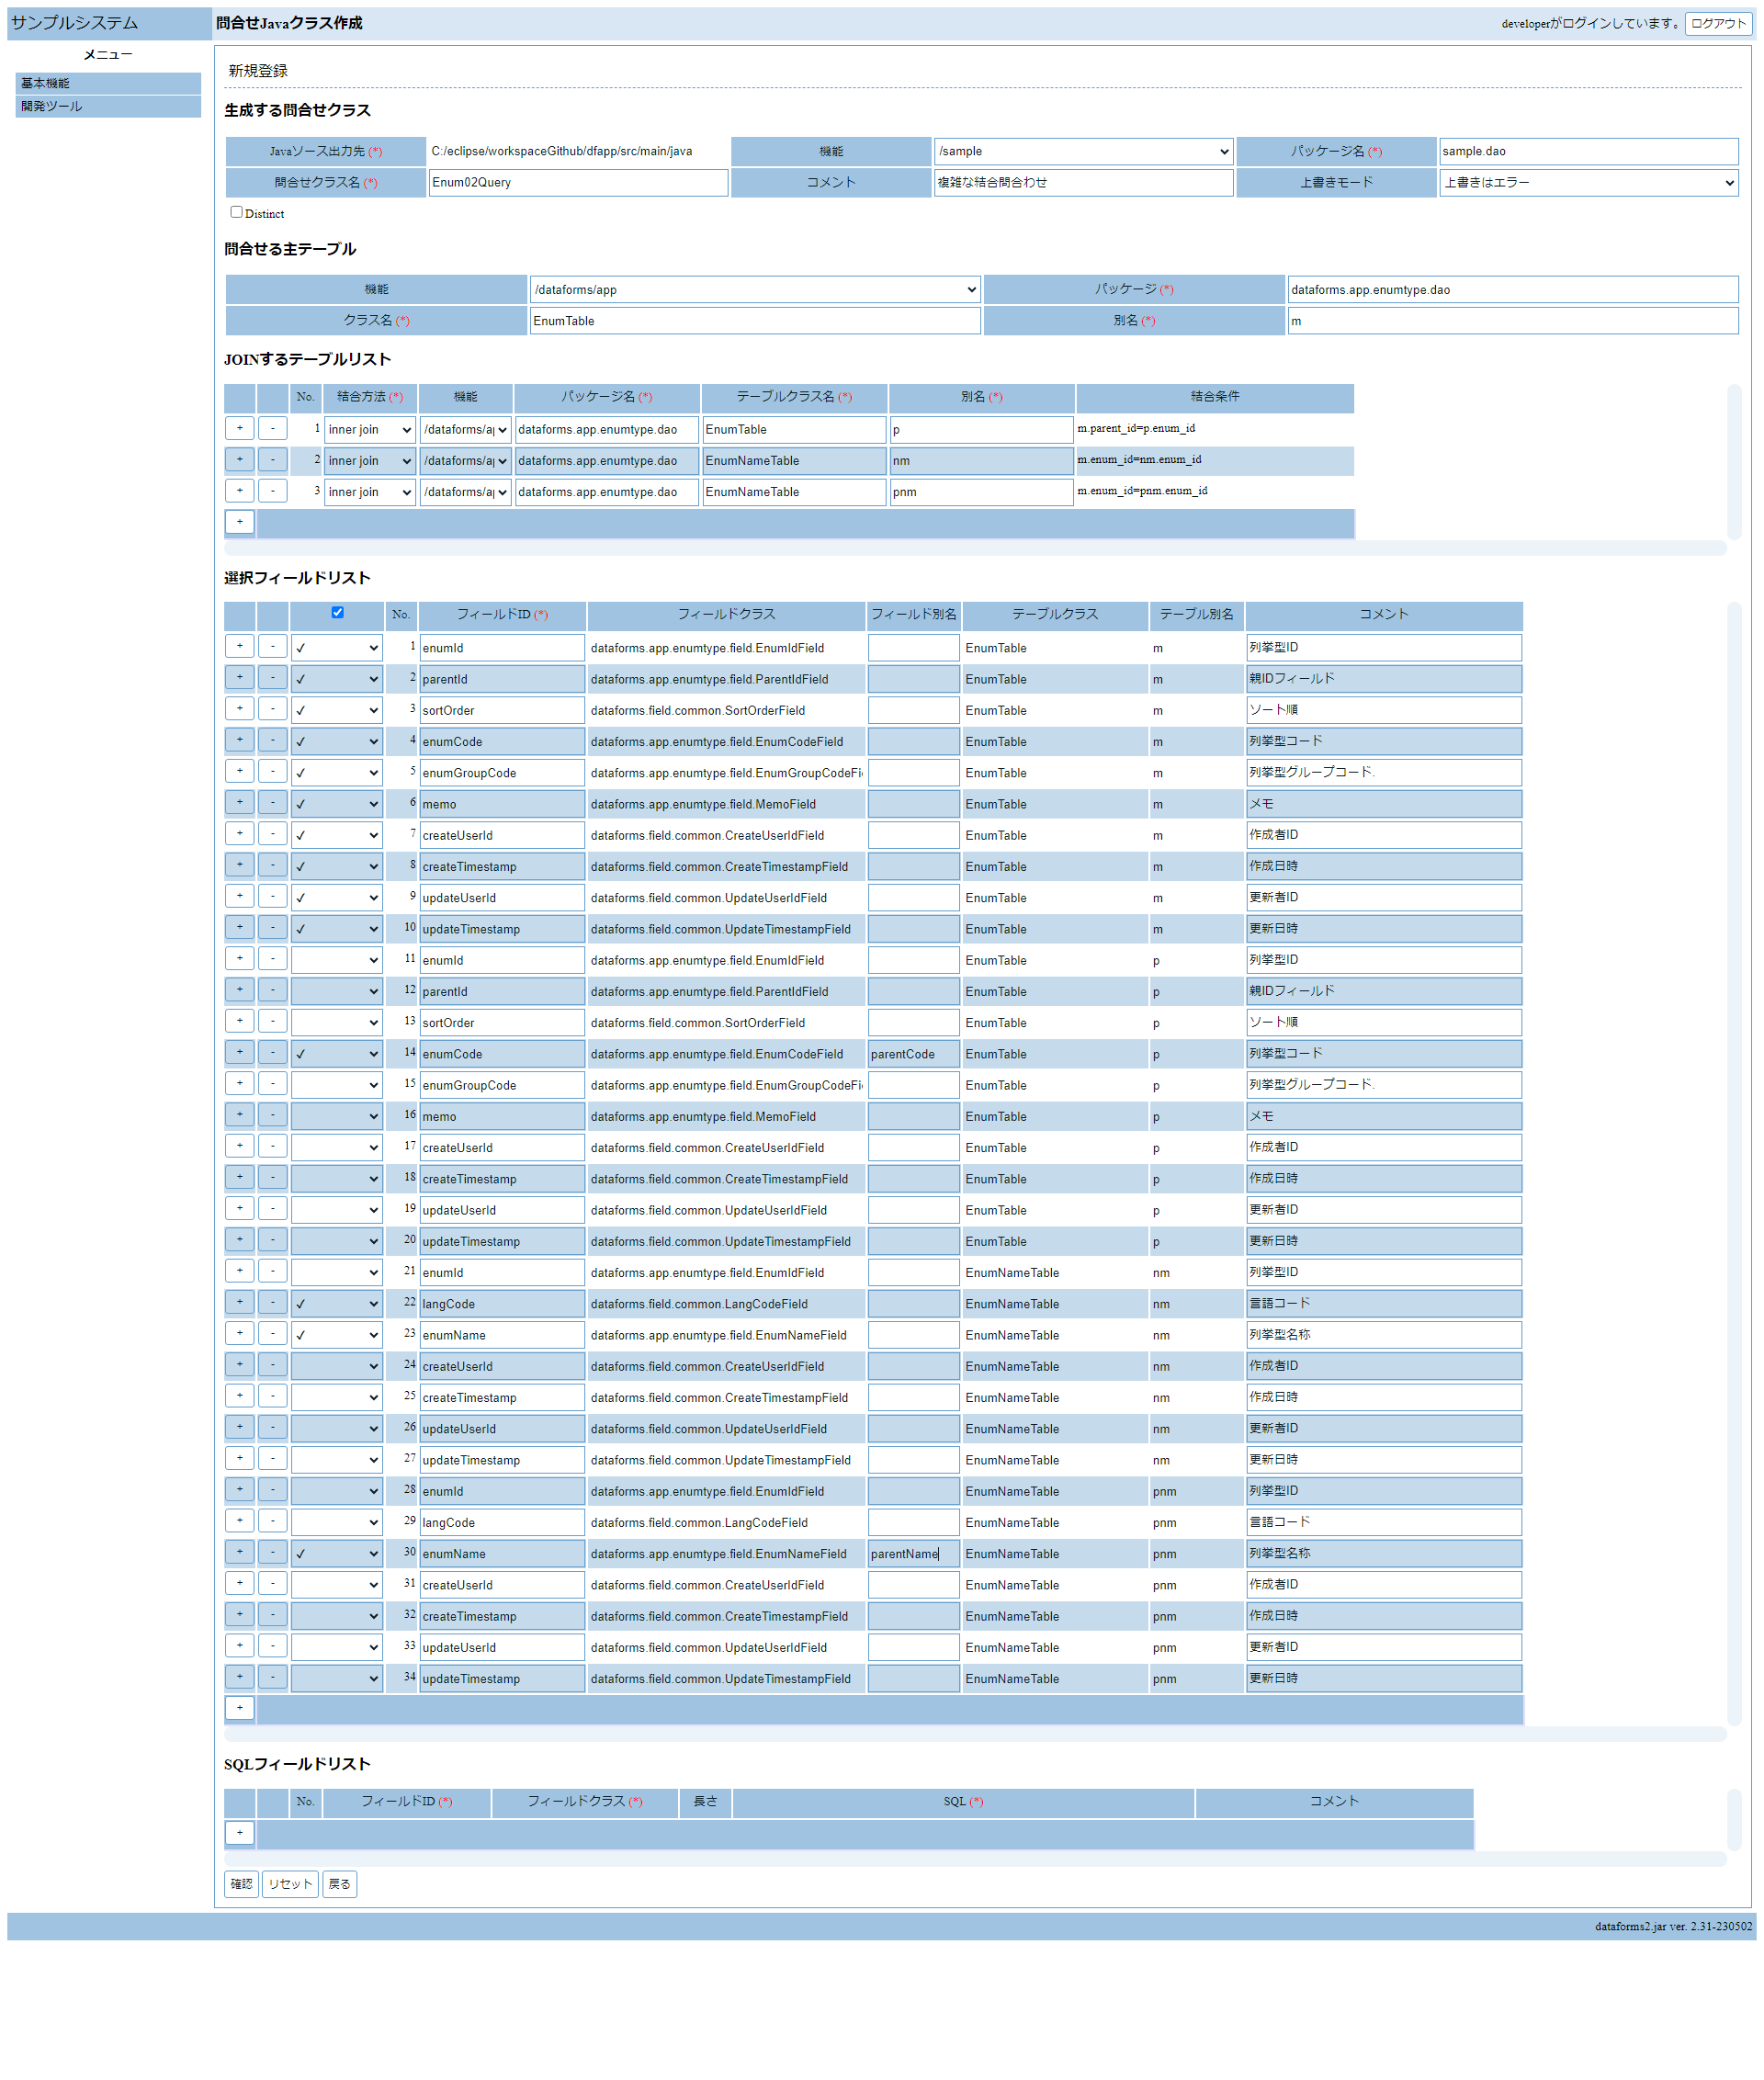 サンプルシステム 問合せJavaクラス作成 developerがログインしています。 ログアウト
メニュー
基本機能
開発ツール
新規登録
生成する問合せクラス
Javaソース出力先 (*) C:/eclipse/workspaceGithub/dfapp/src/main/java 機能 /sample パッケージ名 (*) sample.dao
問合せクラス名 (*) Enum02Query コメント 複雑な結合問合わせ 上書きモード 上書きはエラー
Distinct
問合せる主テーブル
機能 /dataforms/app パッケージ (*) dataforms.app.enumtype.dao
クラス名 (*) EnumTable 別名 (*) m
JOINするテーブルリスト
No. 結合方法 (*) 機能 パッケージ名 (*) テーブルクラス名 (*) 別名 (*) 結合条件
+ - 1 inner join /dataforms/a dataforms.app.enumtype.dao EnumTable p m.parent_id=p.enum_id
+ - 2 inner join /dataforms/a dataforms.app.enumtype.dao EnumNameTable nm m.enum_id=nm.enum_id
+ - 3 inner join /dataforms/a dataforms.app.enumtype.dao EnumNameTable pnm m.enum_id=pnm.enum_id
+
選択フィールドリスト
No. フィールドID (*) フィールドクラス フィールド別名 テーブルクラス テーブル別名 コメント
+ - ✓ 1 enumId dataforms.app.enumtype.field.EnumIdField EnumTable m 列挙型ID
+ - ✓ 2 parentId dataforms.app.enumtype.field.ParentIdField EnumTable m 親IDフィールド
+ - ✓ 3 sortOrder dataforms.field.common.SortOrderField EnumTable m ソート順
+ - ✓ 4 enumCode dataforms.app.enumtype.field.EnumCodeField EnumTable m 列挙型コード
+ - ✓ 5 enumGroupCode dataforms.app.enumtype.field.EnumGroupCodeFi EnumTable m 列挙型グループコード.
+ - ✓ 6 memo dataforms.app.enumtype.field.MemoField EnumTable m メモ
+ - ✓ 7 createUserId dataforms.field.common.CreateUserIdField EnumTable m 作成者ID
+ - ✓ 8 createTimestamp dataforms.field.common.CreateTimestampField EnumTable m 作成日時
+ - ✓ 9 updateUserId dataforms.field.common.UpdateUserIdField EnumTable m 更新者ID
+ - ✓ 10 updateTimestamp dataforms.field.common.UpdateTimestampField EnumTable m 更新日時
+ - 11 enumId dataforms.app.enumtype.field.EnumIdField EnumTable p 列挙型ID
+ - 12 parentId dataforms.app.enumtype.field.ParentIdField EnumTable p 親IDフィールド
+ - 13 sortOrder dataforms.field.common.SortOrderField EnumTable p ソート順
+ - ✓ 14 enumCode dataforms.app.enumtype.field.EnumCodeField parentCode EnumTable p 列挙型コード
+ - 15 enumGroupCode dataforms.app.enumtype.field.EnumGroupCodeFi EnumTable p 列挙型グループコード.
+ - 16 memo dataforms.app.enumtype.field.MemoField EnumTable p メモ
+ - 17 createUserId dataforms.field.common.CreateUserIdField EnumTable p 作成者ID
+ - 18 createTimestamp dataforms.field.common.CreateTimestampField EnumTable p 作成日時
+ - 19 updateUserId dataforms.field.common.UpdateUserIdField EnumTable p 更新者ID
+ - 20 updateTimestamp dataforms.field.common.UpdateTimestampField EnumTable p 更新日時
+ - 21 enumId dataforms.app.enumtype.field.EnumIdField EnumNameTable nm 列挙型ID
+ - ✓ 22 langCode dataforms.field.common.LangCodeField EnumNameTable nm 言語コード
+ - ✓ 23 enumName dataforms.app.enumtype.field.EnumNameField EnumNameTable nm 列挙型名称
+ - 24 createUserId dataforms.field.common.CreateUserIdField EnumNameTable nm 作成者ID
+ - 25 createTimestamp dataforms.field.common.CreateTimestampField EnumNameTable nm 作成日時
+ - 26 updateUserId dataforms.field.common.UpdateUserIdField EnumNameTable nm 更新者ID
+ - 27 updateTimestamp dataforms.field.common.UpdateTimestampField EnumNameTable nm 更新日時
+ - 28 enumId dataforms.app.enumtype.field.EnumIdField EnumNameTable pnm 列挙型ID
+ - 29 langCode dataforms.field.common.LangCodeField EnumNameTable pnm 言語コード
+ - ✓ 30 enumName dataforms.app.enumtype.field.EnumNameField parentName EnumNameTable pnm 列挙型名称
+ - 31 createUserId dataforms.field.common.CreateUserIdField EnumNameTable pnm 作成者ID
+ - 32 createTimestamp dataforms.field.common.CreateTimestampField EnumNameTable pnm 作成日時
+ - 33 updateUserId dataforms.field.common.UpdateUserIdField EnumNameTable pnm 更新者ID
+ - 34 updateTimestamp dataforms.field.common.UpdateTimestampField EnumNameTable pnm 更新日時
+
SQLフィールドリスト
No. フィールドID (*) フィールドクラス (*) 長さ SQL (*) コメント
+
確認 リセット 戻る
dataforms2.jar ver. 2.31-230502